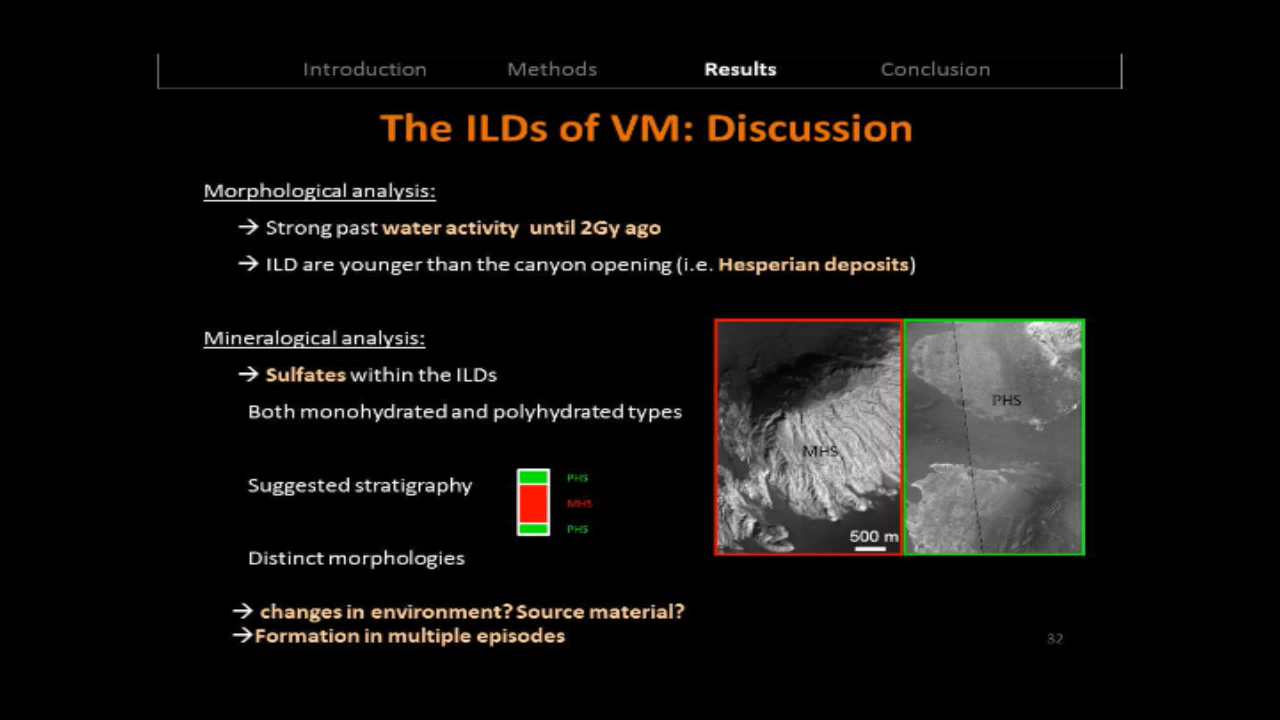 Introduction Methods Results Conclusion
The ILDs of VM: Discussion
Morphological analysis:
→ Strong past water activity until 2Gy ago
→ ILD are younger than the canyon opening (i.e. Hesperian deposits)
Mineralogical analysis:
→ Sulfates within the ILDs
Both monohydrated and polyhydrated types
Suggested stratigraphy
PHS
MHS
PHS
Distinct morphologies
→ changes in environment? Source material?
→Formation in multiple episodes
MHS
500 m
PHS
32